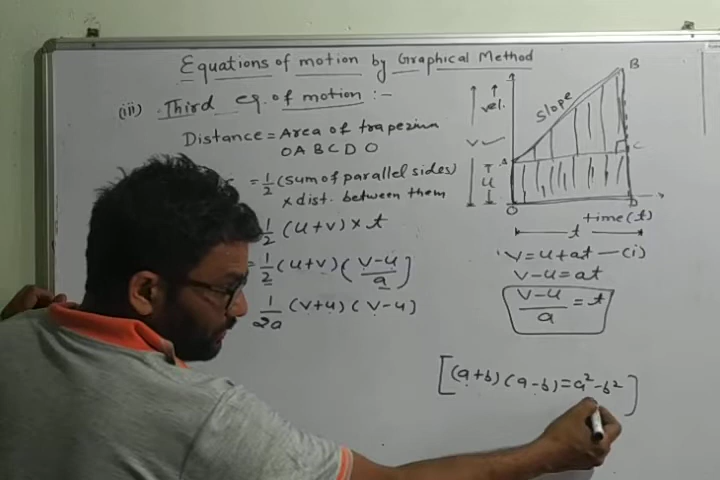 Equations of motion by Graphical Method
(iii) Third eq. of motion :-
Distance = Area of trapezium
OABCDO
= 1/2 (sum of parallel sides)
x dist. between them
1/2 (u+v) x t
= 1/2 (u+v) (v-u/a)
1/2a (v+u) (v-u)
B
slope
vel.
v
A
C
u
O
D
time(t)
t
v=u+at —(i)
v-u=at
v-u/a = t
[(a+b)(a-b)=a²-b²]